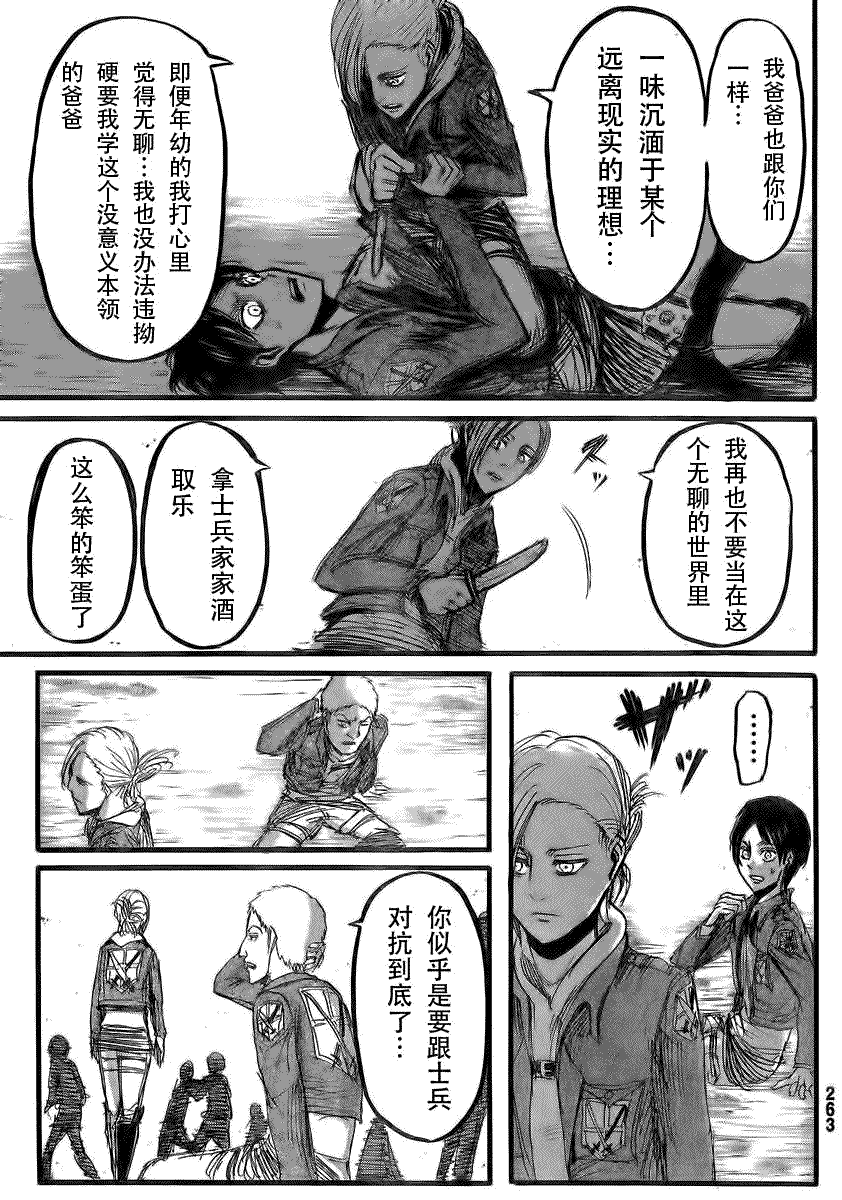 我爸爸也跟你们
一样…
一味沉湎于某个
远离现实的理想…
即便年幼的我打心里
觉得无聊…我也没办法违拗
硬要我学这个没意义本领
的爸爸
我再也不要当在这
个无聊的世界里
拿士兵家家酒
取乐
这么笨的笨蛋了
……
你似乎是要跟士兵
对抗到底了…
263